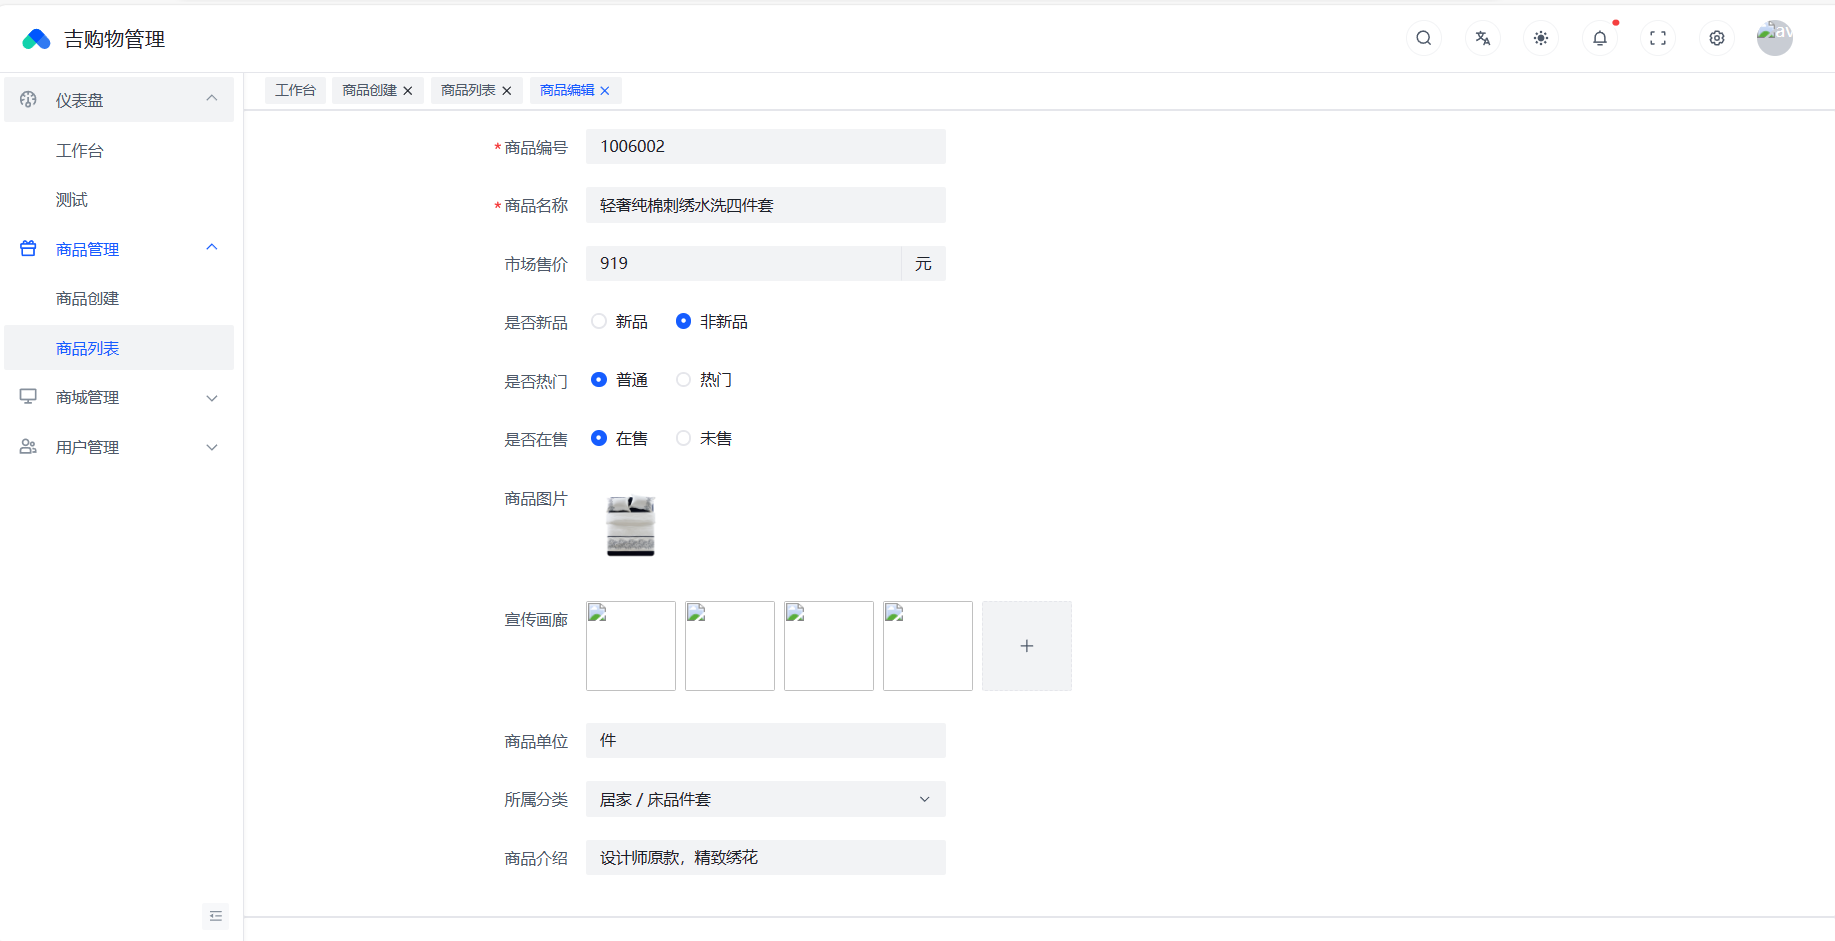 吉购物管理
av
仪表盘
工作台
测试
商品管理
商品创建
商品列表
商城管理
用户管理
工作台
商品创建
商品列表
商品编辑
* 商品编号 1006002
* 商品名称 轻奢纯棉刺绣水洗四件套
市场售价 919 元
是否新品 新品 非新品
是否热门 普通 热门
是否在售 在售 未售
商品图片
宣传画廊
商品单位 件
所属分类 居家 / 床品件套
商品介绍 设计师原款，精致绣花